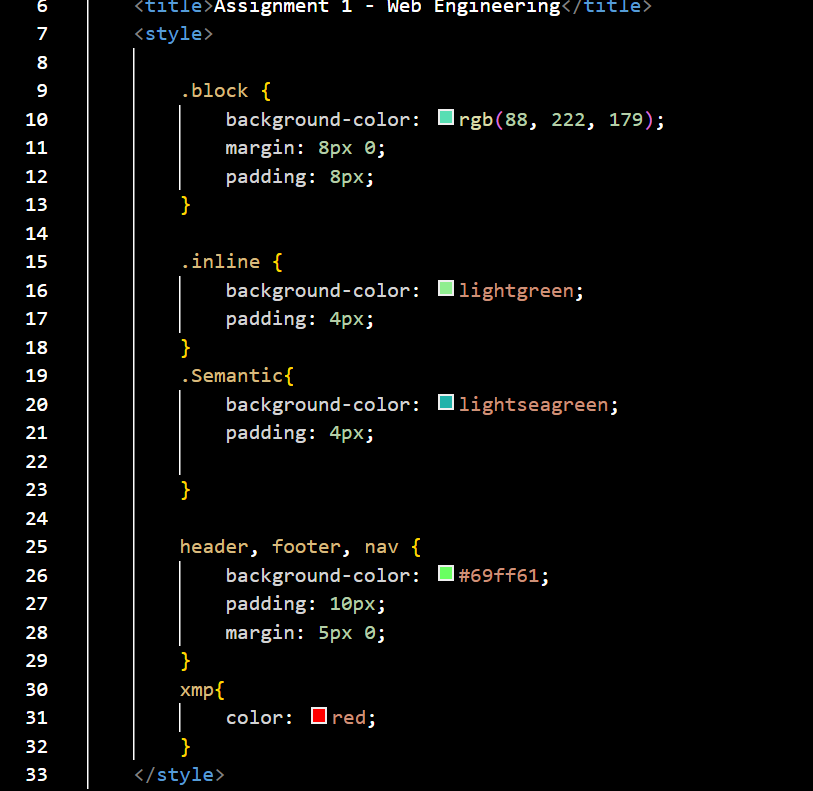 6 <title>Assignment 1 - Web Engineering</title>
7 <style>
8
9 .block {
10 background-color: rgb(88, 222, 179);
11 margin: 8px 0;
12 padding: 8px;
13 }
14
15 .inline {
16 background-color: lightgreen;
17 padding: 4px;
18 }
19 .Semantic{
20 background-color: lightseagreen;
21 padding: 4px;
22
23 }
24
25 header, footer, nav {
26 background-color: #69ff61;
27 padding: 10px;
28 margin: 5px 0;
29 }
30 xmp{
31 color: red;
32 }
33 </style>